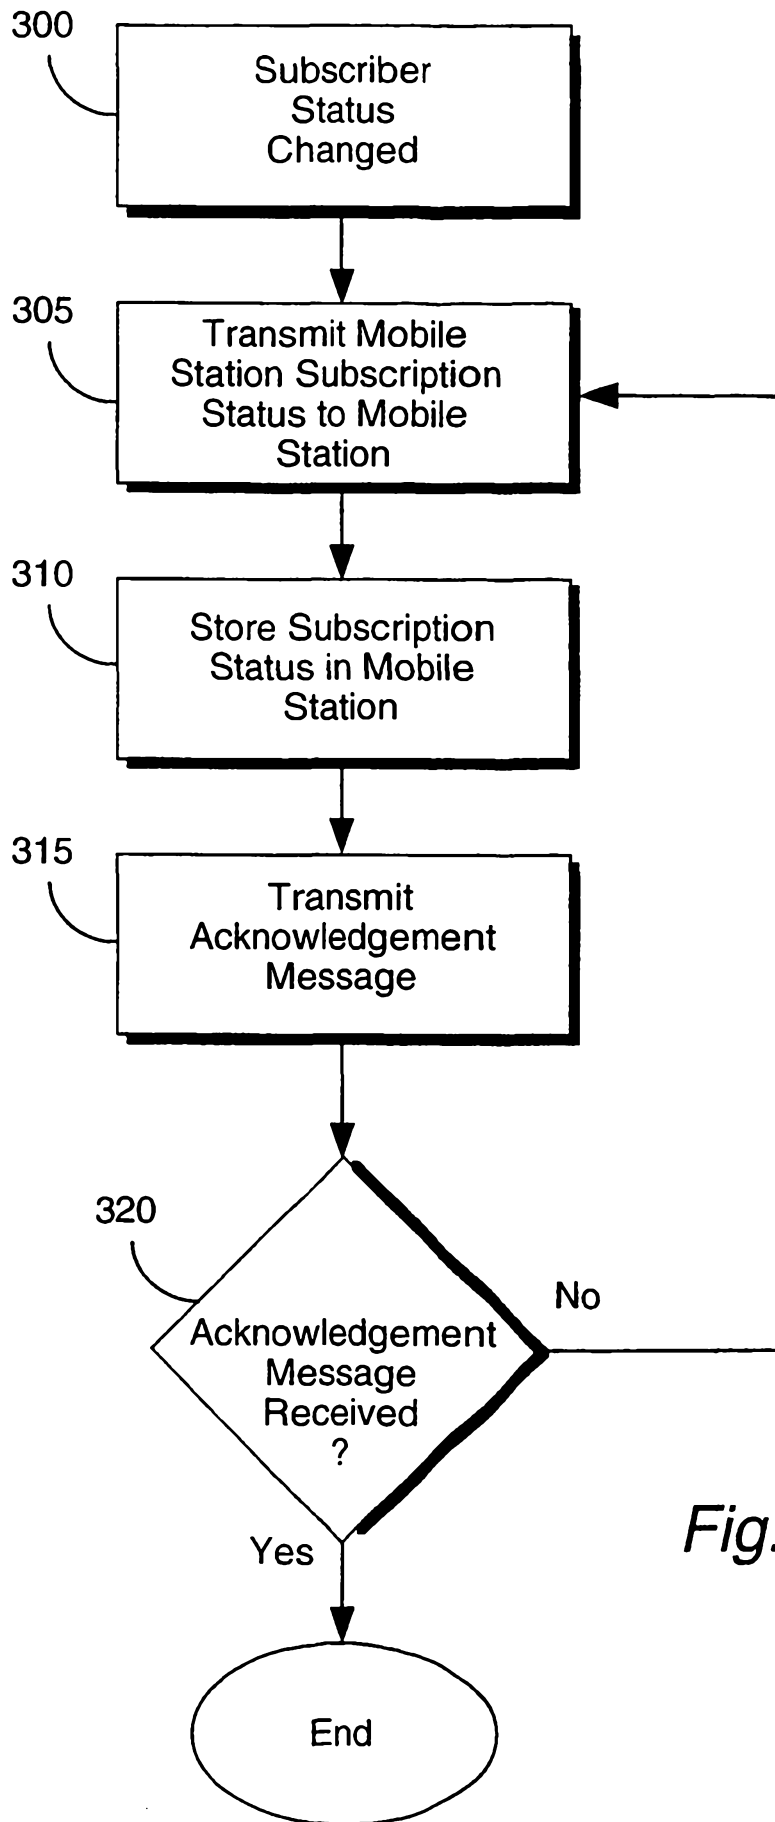 300
Subscriber
Status
Changed
305
Transmit Mobile
Station Subscription
Status to Mobile
Station
310
Store Subscription
Status in Mobile
Station
315
Transmit
Acknowledgement
Message
320
Acknowledgement
Message
Received
?
No
Yes
Fig.
End